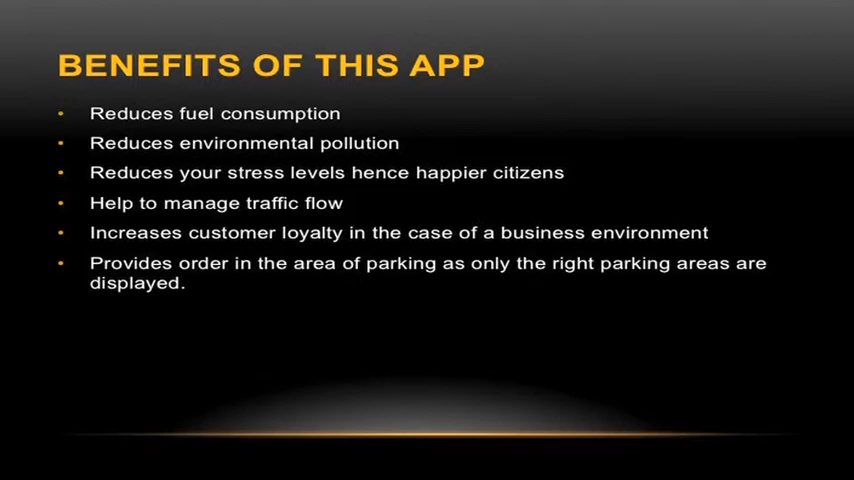 BENEFITS OF THIS APP
• Reduces fuel consumption
• Reduces environmental pollution
• Reduces your stress levels hence happier citizens
• Help to manage traffic flow
• Increases customer loyalty in the case of a business environment
• Provides order in the area of parking as only the right parking areas are
displayed.